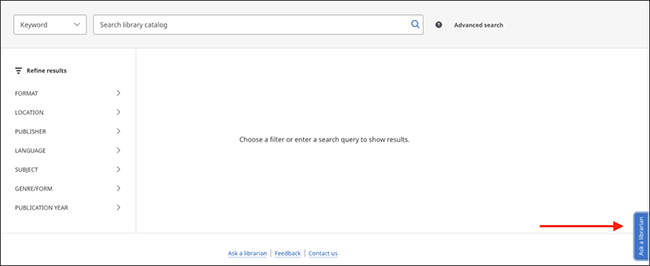 Keyword
Search library catalog
Advanced search
Refine results
FORMAT
LOCATION
PUBLISHER
LANGUAGE
SUBJECT
GENRE/FORM
PUBLICATION YEAR
Choose a filter or enter a search query to show results.
Ask a librarian
Ask a librarian | Feedback | Contact us